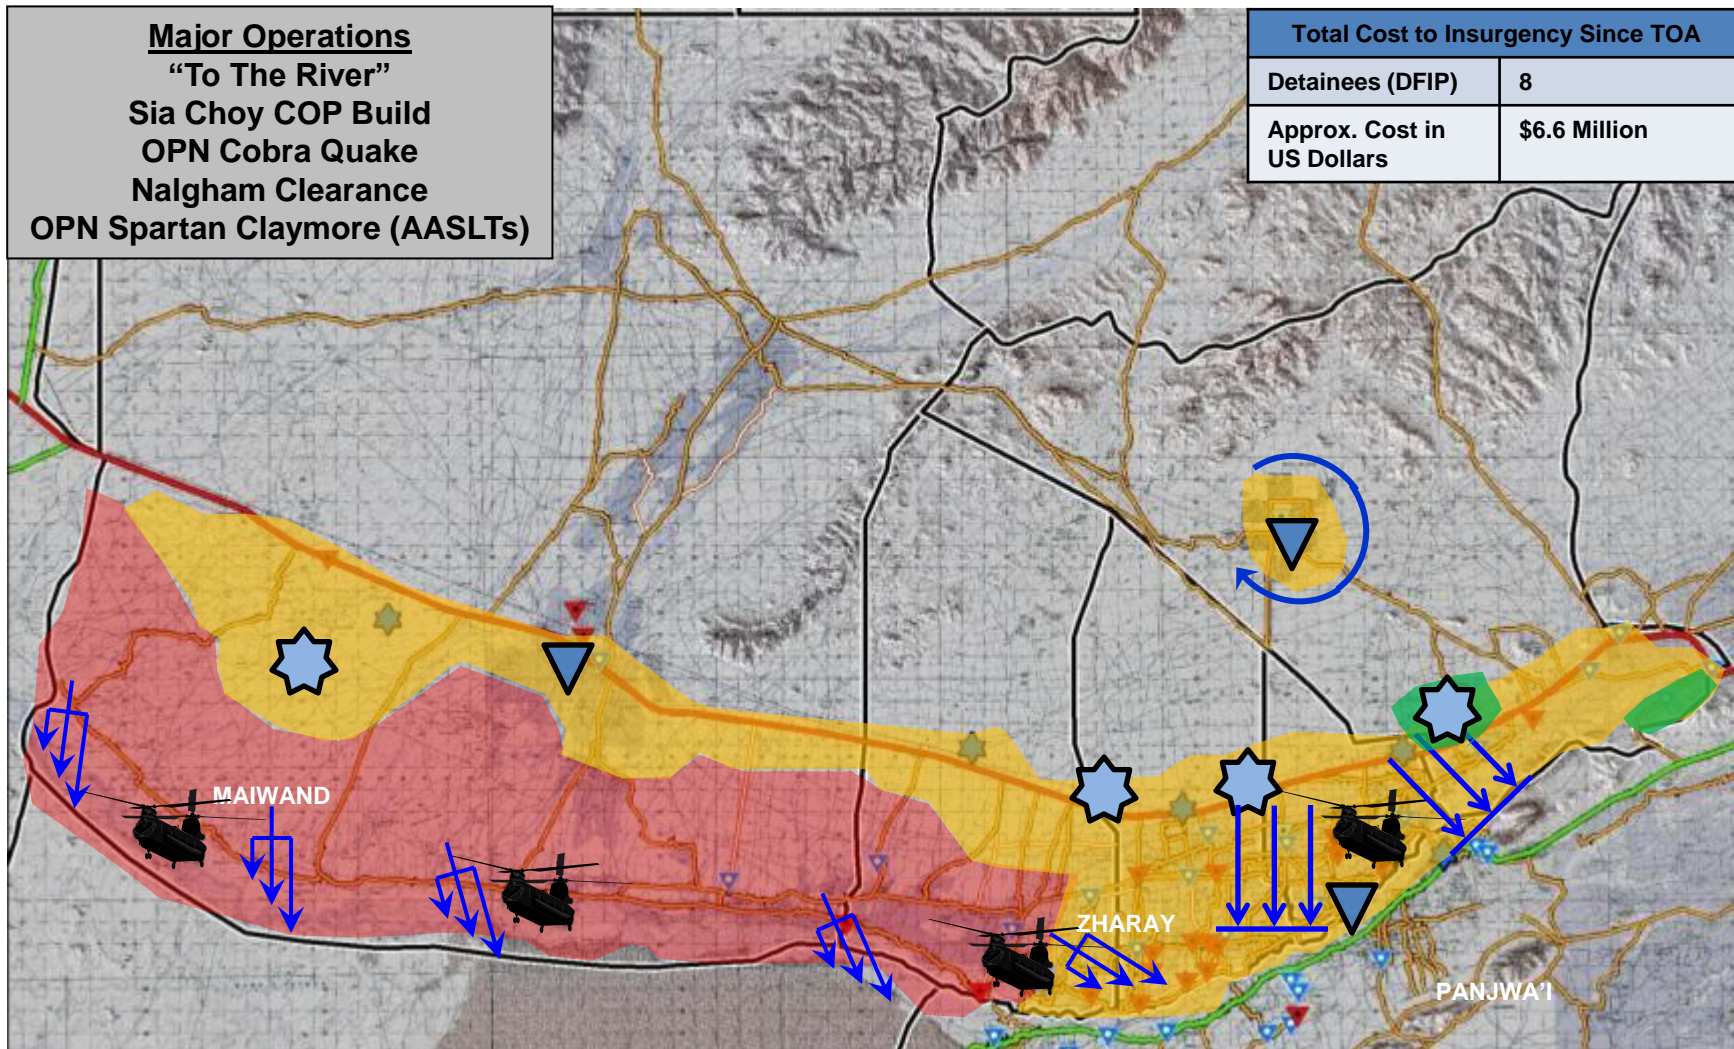 Major Operations
“To The River”
Sia Choy COP Build
OPN Cobra Quake
Nalgham Clearance
OPN Spartan Claymore (AASLTs)
Total Cost to Insurgency Since TOA
Detainees (DFIP) 8
Approx. Cost in $6.6 Million
US Dollars
MAIWAND
ZHARAY
PANJWA’I